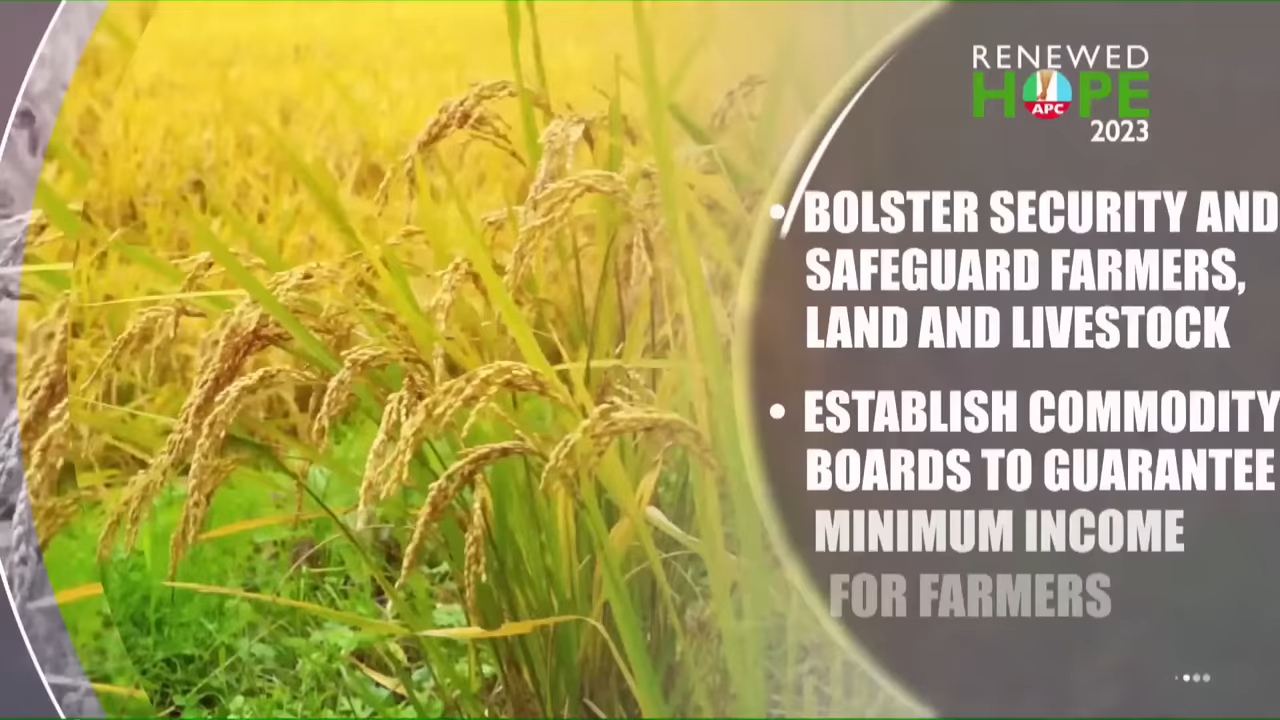 RENEWED
HOPE
APC
2023
• BOLSTER SECURITY AND
SAFEGUARD FARMERS,
LAND AND LIVESTOCK
• ESTABLISH COMMODITY
BOARDS TO GUARANTEE
MINIMUM INCOME
FOR FARMERS